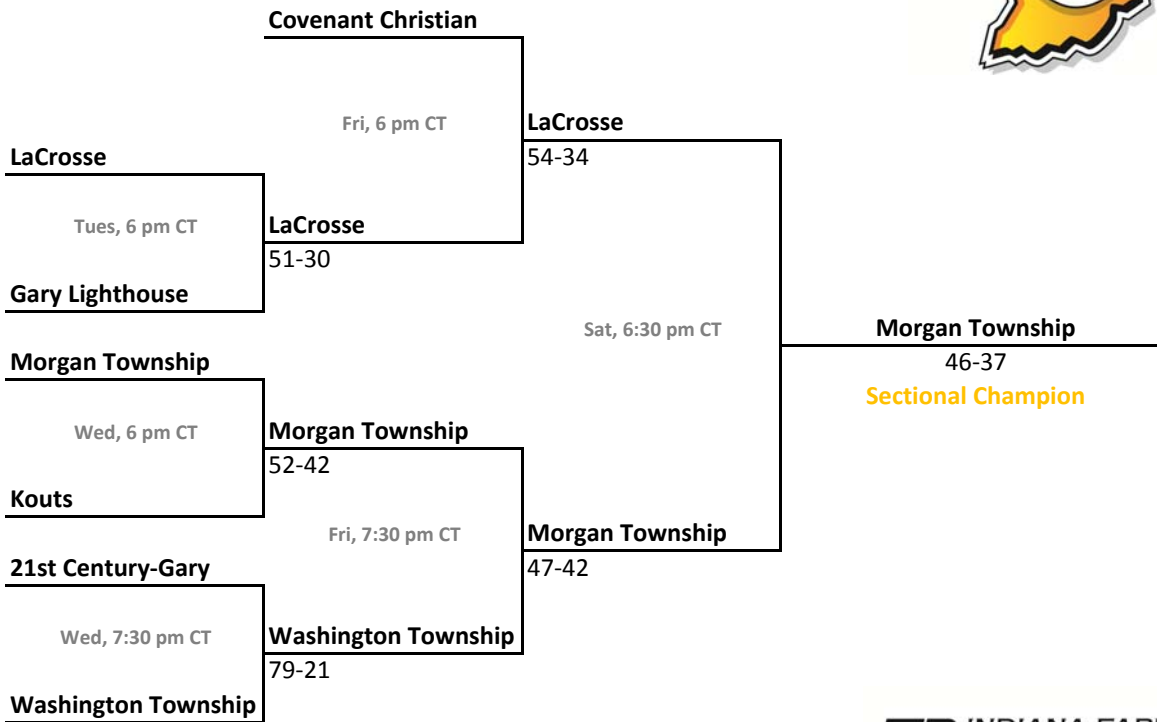 Covenant Christian
Fri, 6 pm CT
LaCrosse
54-34
LaCrosse
Tues, 6 pm CT
LaCrosse
51-30
Gary Lighthouse
Sat, 6:30 pm CT
Morgan Township
46-37
Sectional Champion
Morgan Township
Wed, 6 pm CT
Morgan Township
52-42
Kouts
Fri, 7:30 pm CT
Morgan Township
47-42
21st Century-Gary
Wed, 7:30 pm CT
Washington Township
79-21
Washington Township
INDIANA